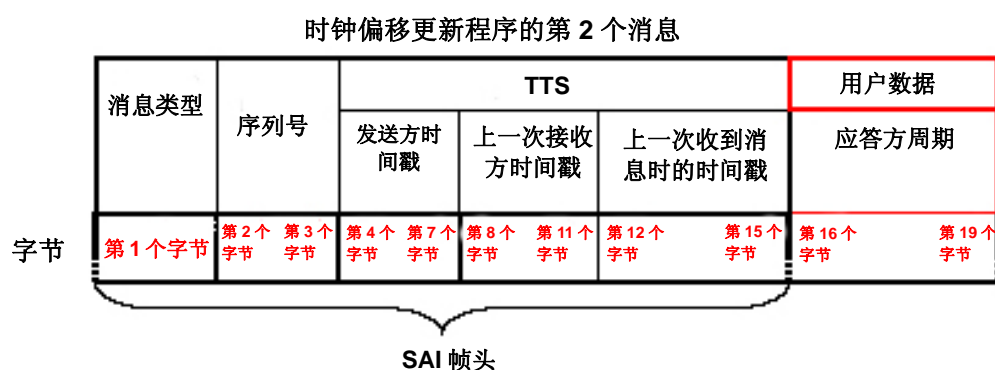 时钟偏移更新程序的第 2 个消息
消息类型
序列号
TTS
用户数据
发送方时
间戳
上一次接收
方时间戳
上一次收到消
息时的时间戳
应答方周期
字节
第 1 个字节
第 2 个
字节
第 3 个
字节
第 4 个
字节
第 7 个
字节
第 8 个
字节
第 11 个
字节
第 12 个
字节
第 15 个
字节
第 16 个
字节
第 19 个
字节
SAI 帧头